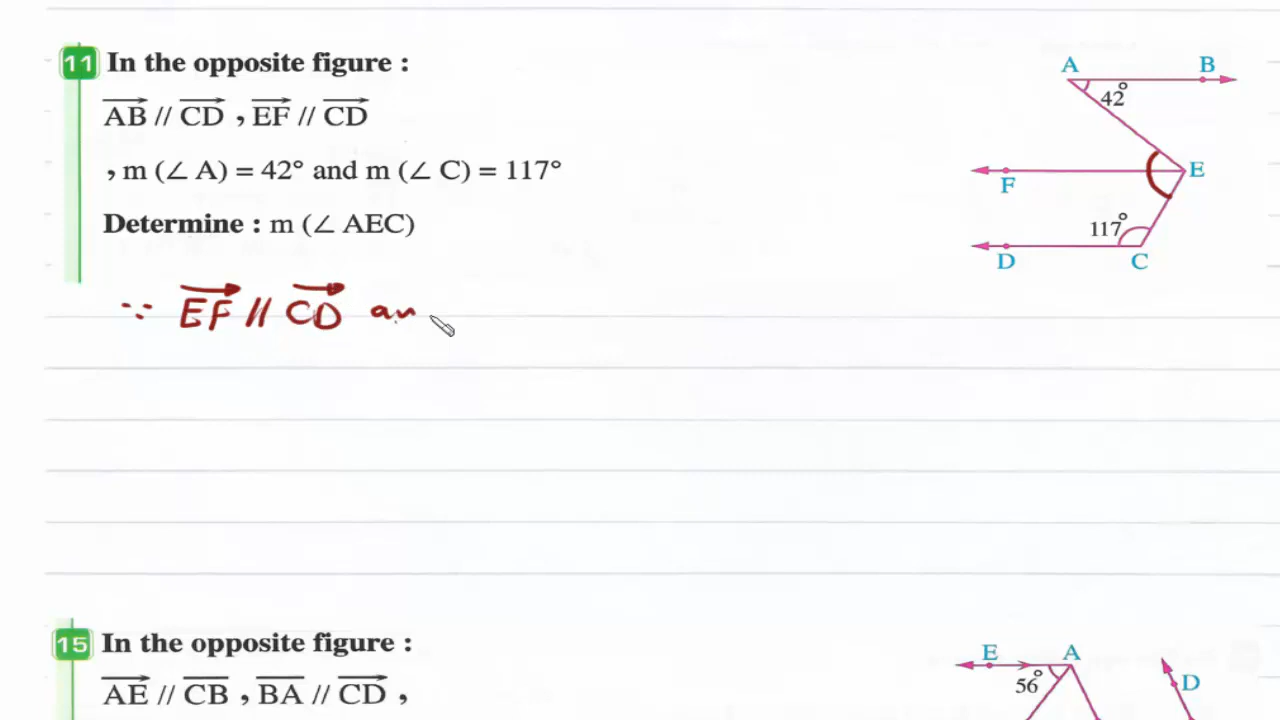 11 In the opposite figure :
AB // CD , EF // CD
, m (∠ A) = 42° and m (∠ C) = 117°
Determine : m (∠ AEC)
∵ EF // CD an
A B
42°
F E
117°
D C
15 In the opposite figure :
AE // CB , BA // CD ,
E A
56°
D